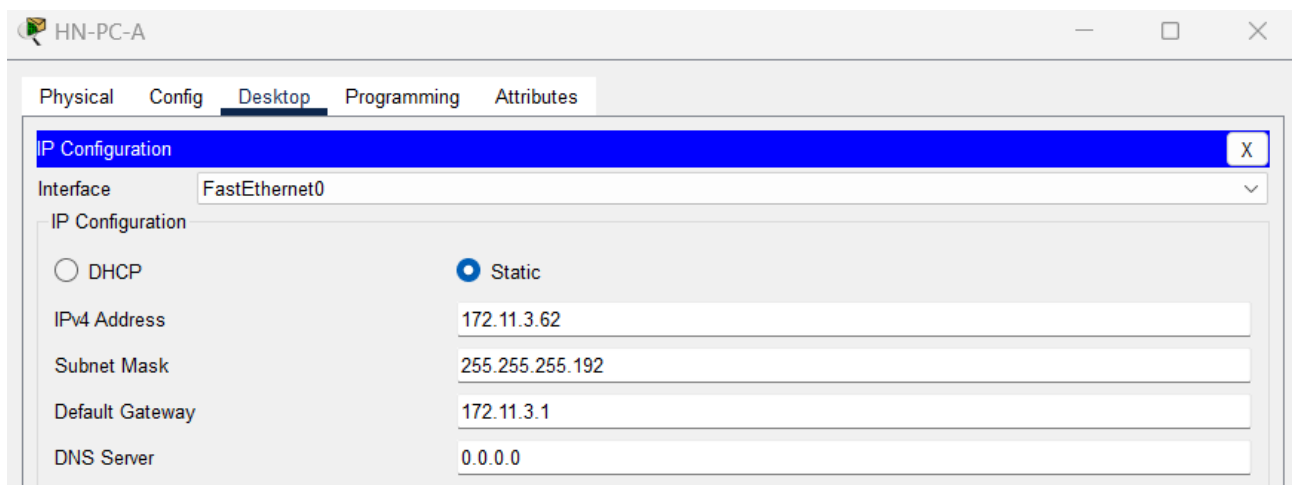 HN-PC-A
Physical Config Desktop Programming Attributes
IP Configuration X
Interface FastEthernet0
IP Configuration
DHCP Static
IPv4 Address 172.11.3.62
Subnet Mask 255.255.255.192
Default Gateway 172.11.3.1
DNS Server 0.0.0.0